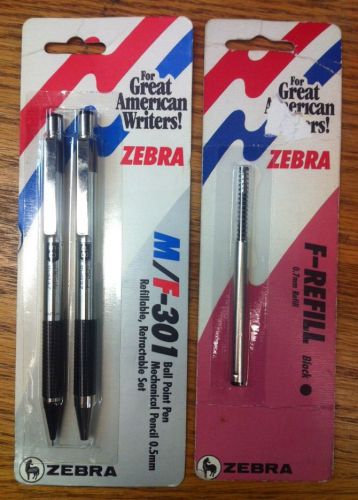 For
Great
American
Writers!
ZEBRA
M/F-301
Ball Point Pen
Mechanical Pencil 0.5mm
Refillable, Retractable Set
ZEBRA
For
Great
American
ers!
ZEBRA
F-REFILL
0.7mm Refill
Black
ZEBRA